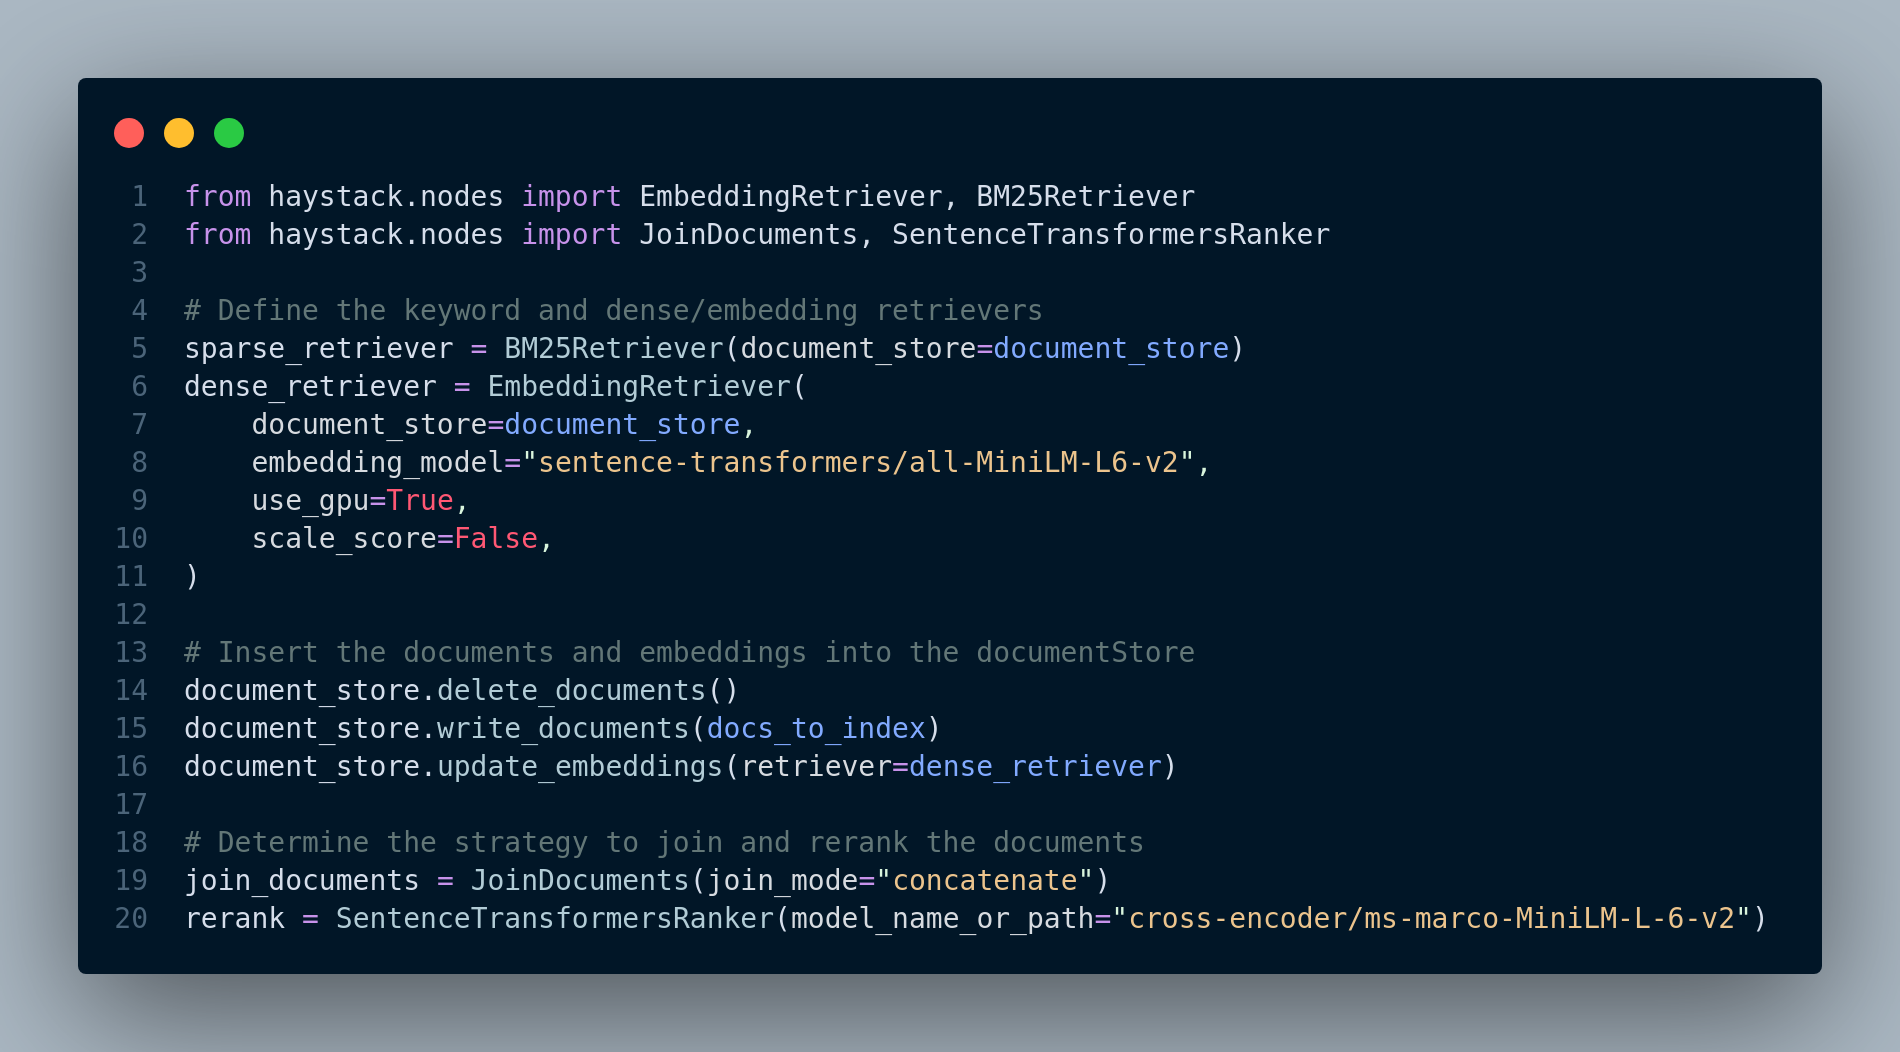 1 from haystack.nodes import EmbeddingRetriever, BM25Retriever
2 from haystack.nodes import JoinDocuments, SentenceTransformersRanker
3
4 # Define the keyword and dense/embedding retrievers
5 sparse_retriever = BM25Retriever(document_store=document_store)
6 dense_retriever = EmbeddingRetriever(
7     document_store=document_store,
8     embedding_model="sentence-transformers/all-MiniLM-L6-v2",
9     use_gpu=True,
10     scale_score=False,
11 )
12
13 # Insert the documents and embeddings into the documentStore
14 document_store.delete_documents()
15 document_store.write_documents(docs_to_index)
16 document_store.update_embeddings(retriever=dense_retriever)
17
18 # Determine the strategy to join and rerank the documents
19 join_documents = JoinDocuments(join_mode="concatenate")
20 rerank = SentenceTransformersRanker(model_name_or_path="cross-encoder/ms-marco-MiniLM-L-6-v2")